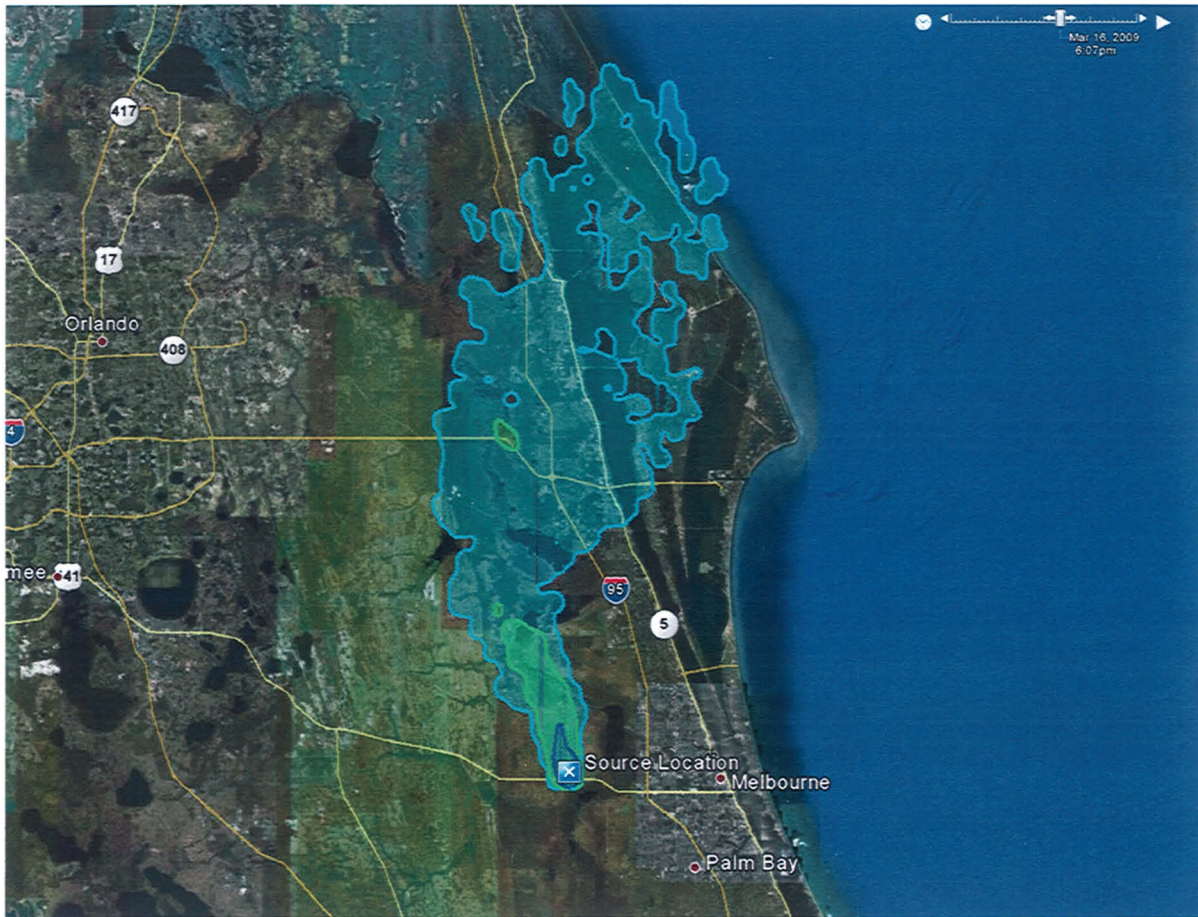 Mar 16, 2009
6:07pm
417
17
Orlando
408
4
mee
41
95
5
Source Location
Melbourne
Palm Bay